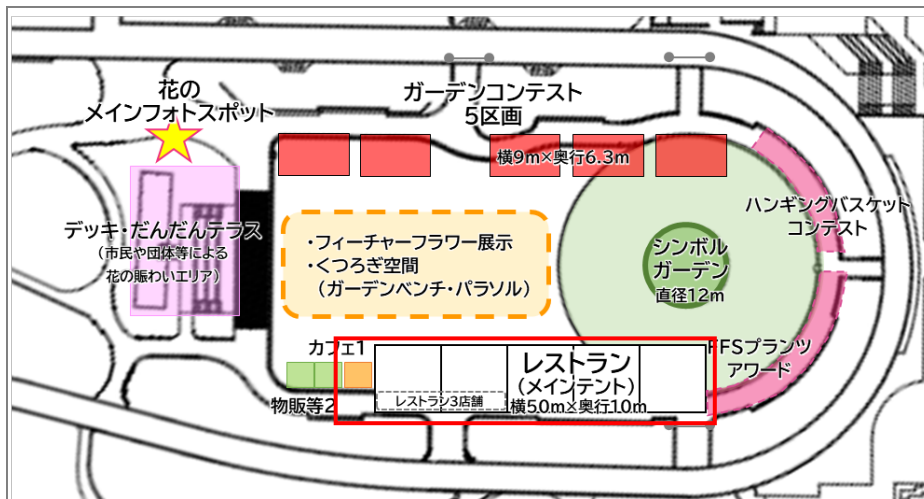 花の
メインフォトスポット
ガーデンコンテスト
5区画
横9m×奥行6.3m
デッキ・だんだんテラス
(市民や団体等による
花の賑わいエリア)
・フィーチャーフラワー展示
・くつろぎ空間
(ガーデンベンチ・パラソル)
シンボル
ガーデン
直径12m
ハンギングバスケット
コンテスト
カフェ1
物販等2
レストラン
(メインテント)
レストラン3店舗
横50m×奥行10m
FFSプランツ
アワード